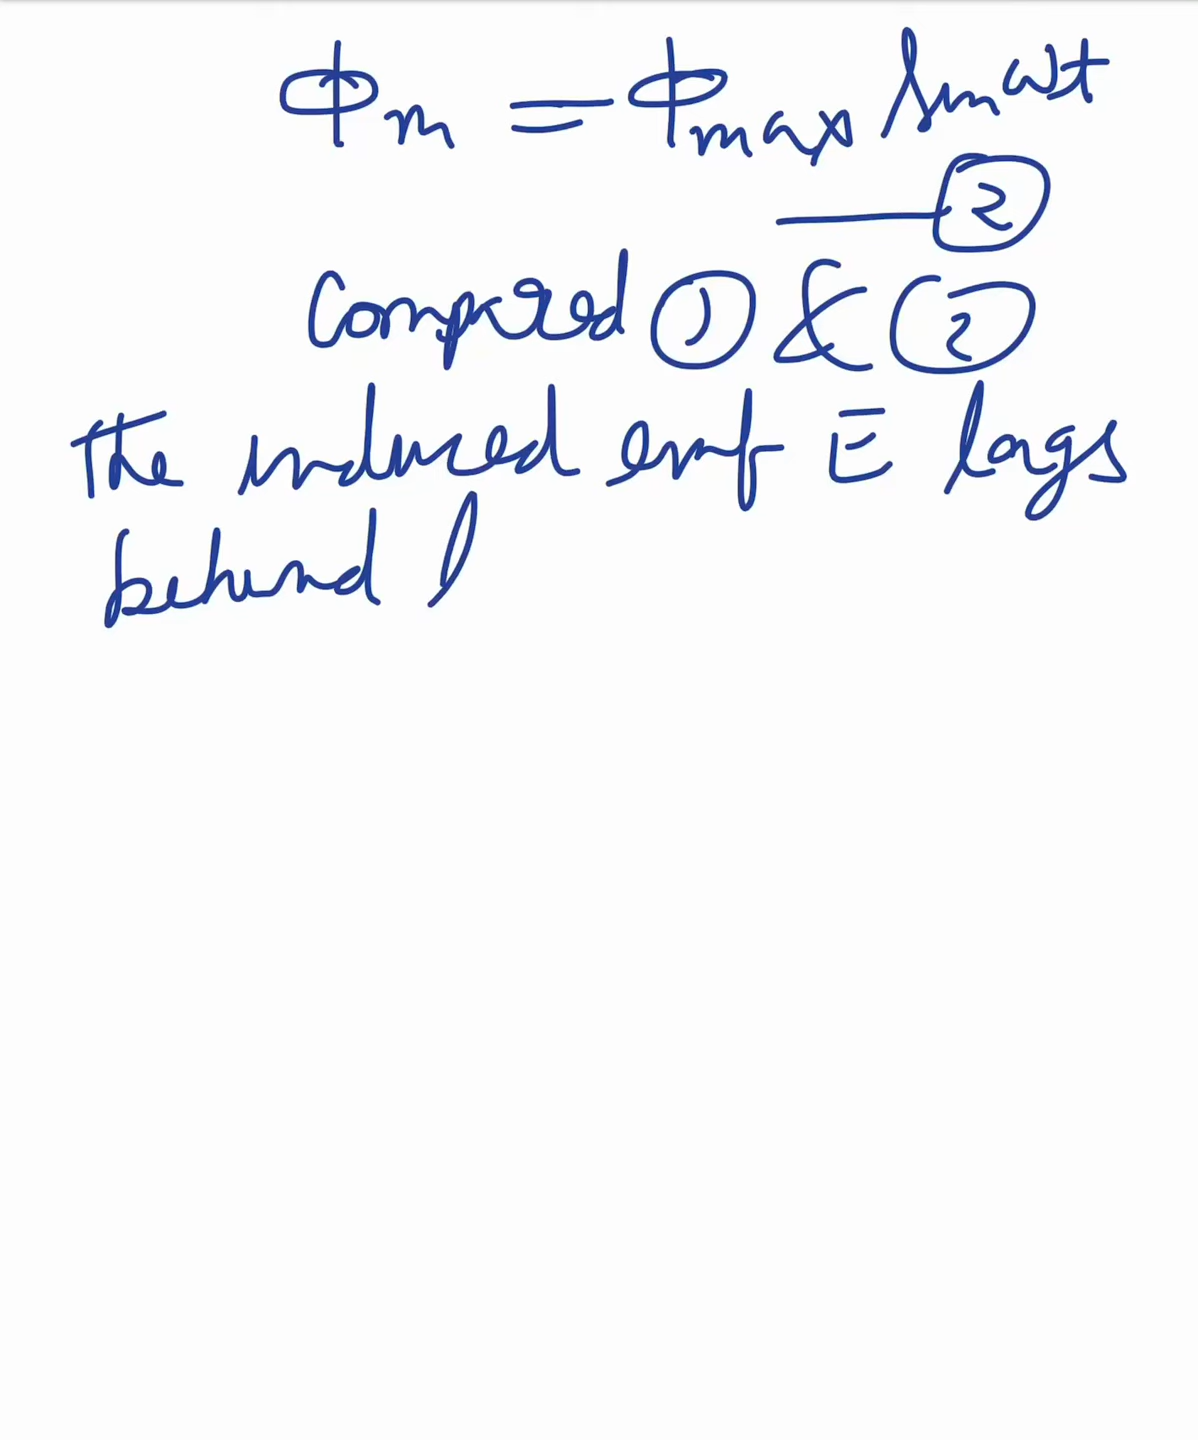 Φm = Φmax Sin ωt
② 
Compared ① & ②
The induced emf E lags
behind